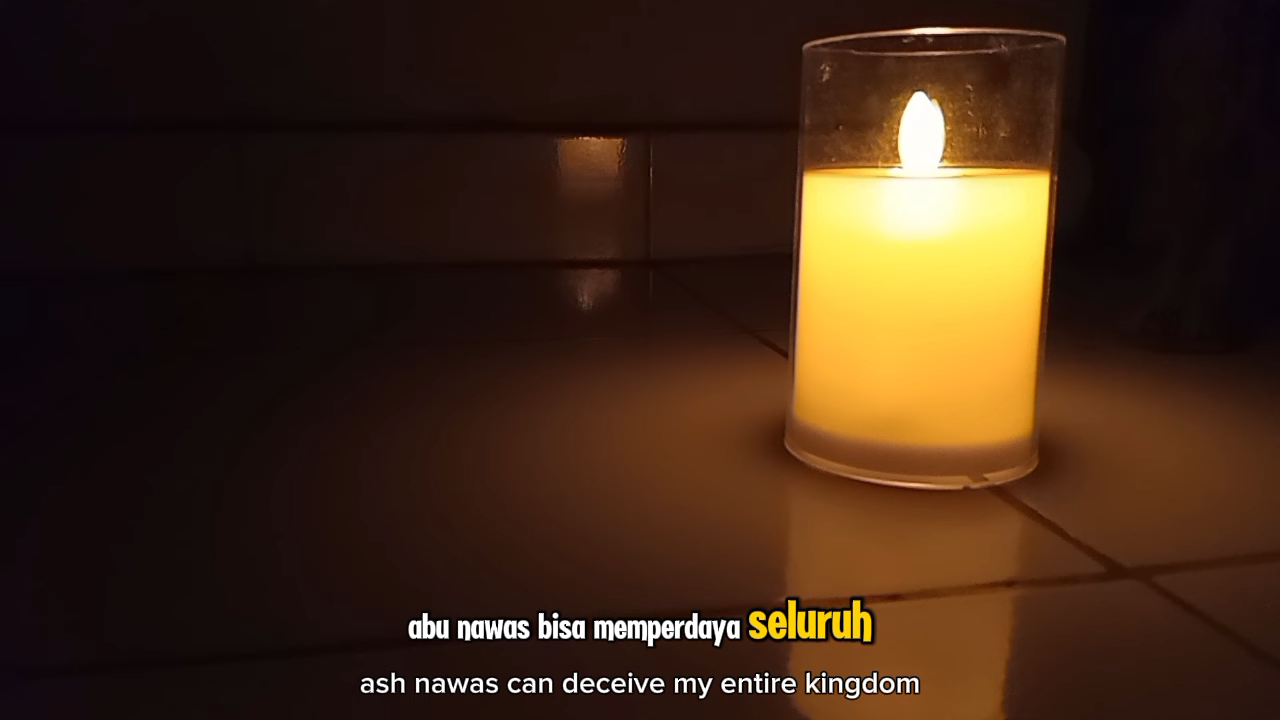 abu nawas bisa memperdaya seluruh
ash nawas can deceive my entire kingdom